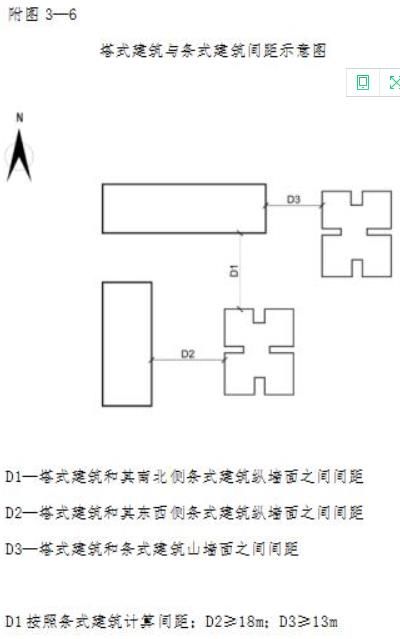 附图 3—6
塔式建筑与条式建筑间距示意图
N
D3
D1
D2
D1—塔式建筑和其南北侧条式建筑纵墙面之间间距
D2—塔式建筑和其东西侧条式建筑纵墙面之间间距
D3—塔式建筑和条式建筑山墙面之间间距
D1 按照条式建筑计算间距；D2≥18m；D3≥13m